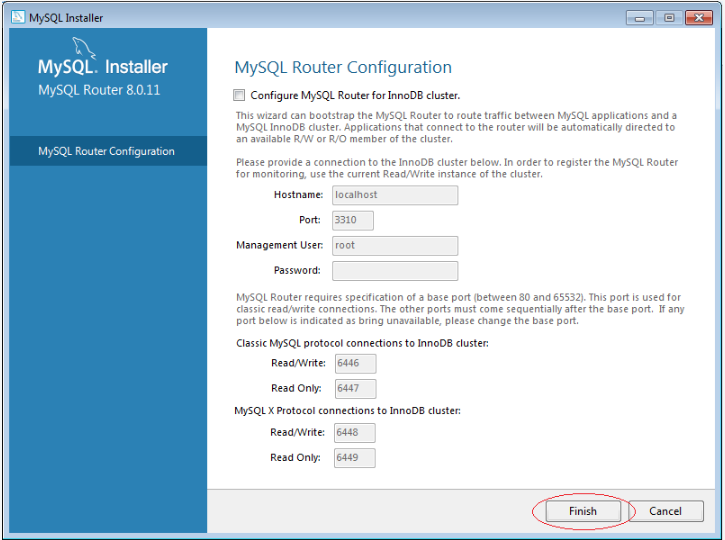 MySQL Installer
MySQL. Installer
MySQL Router 8.0.11
MySQL Router Configuration
MySQL Router Configuration
Configure MySQL Router for InnoDB cluster.
This wizard can bootstrap the MySQL Router to route traffic between MySQL applications and a
MySQL InnoDB cluster. Applications that connect to the router will be automatically directed to
an available R/W or R/O member of the cluster.
Please provide a connection to the InnoDB cluster below. In order to register the MySQL Router
for monitoring, use the current Read/Write instance of the cluster.
Hostname: localhost
Port: 3310
Management User: root
Password:
MySQL Router requires specification of a base port (between 80 and 65532). This port is used for
classic read/write connections. The other ports must come sequentially after the base port. If any
port below is indicated as bring unavailable, please change the base port.
Classic MySQL protocol connections to InnoDB cluster:
Read/Write: 6446
Read Only: 6447
MySQL X Protocol connections to InnoDB cluster:
Read/Write: 6448
Read Only: 6449
Finish Cancel